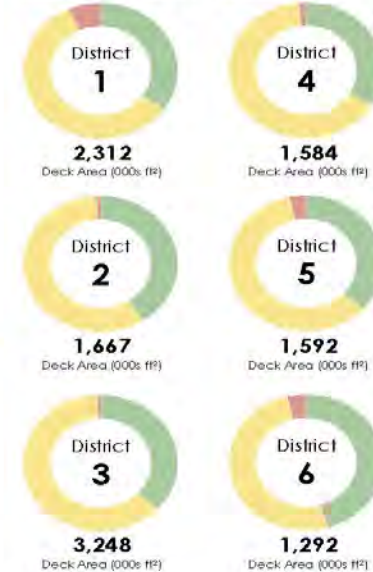 District
1
2,312
Deck Area (000s ft²)
District
4
1,584
Deck Area (000s ft²)
District
2
1,667
Deck Area (000s ft²)
District
5
1,592
Deck Area (000s ft²)
District
3
3,248
Deck Area (000s ft²)
District
6
1,292
Deck Area (000s ft²)